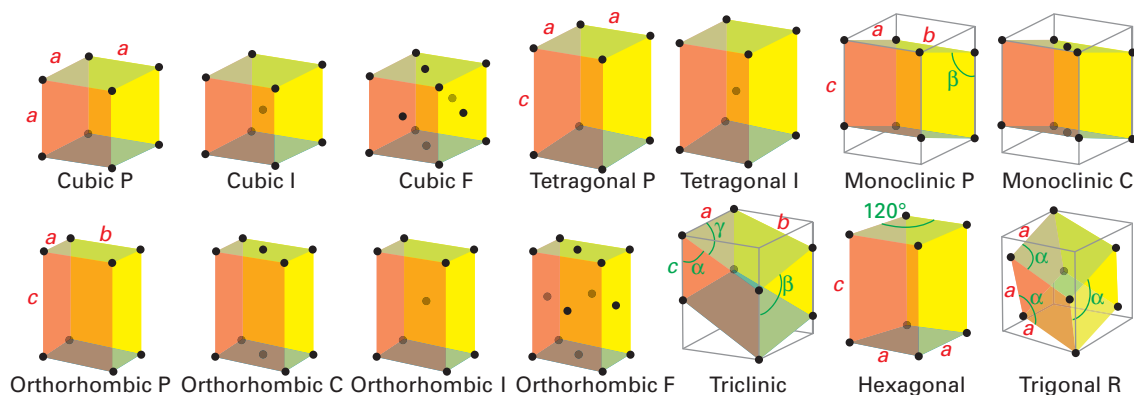 a a a Cubic P
Cubic I
Cubic F
a a c Tetragonal P
Tetragonal I
a b c β Monoclinic P
Monoclinic C
a b c Orthorhombic P
Orthorhombic C
Orthorhombic I
Orthorhombic F
a b c γ α β Triclinic
120° c a a Hexagonal
a a a α α α Trigonal R